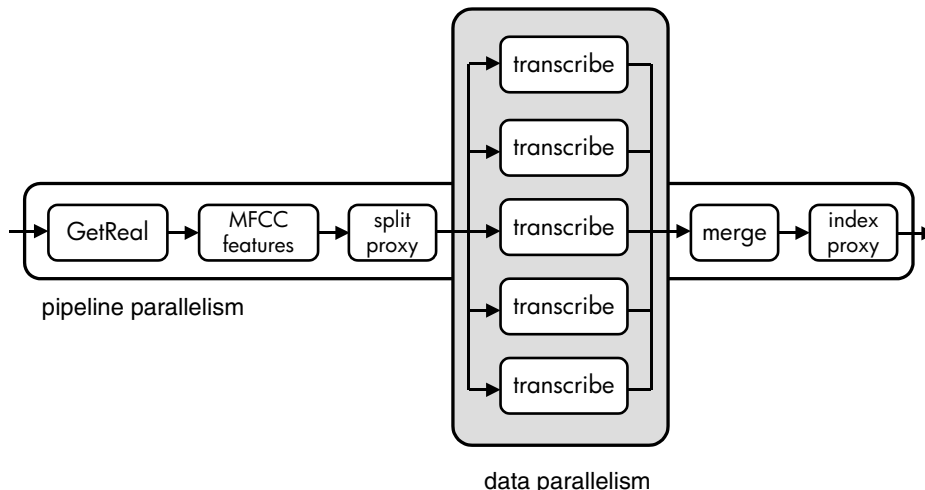 GetReal
MFCC
features
split
proxy
transcribe
transcribe
transcribe
transcribe
transcribe
merge
index
proxy
pipeline parallelism
data parallelism